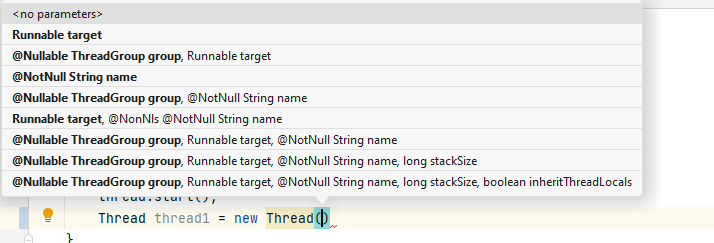 <no parameters>
Runnable target
@Nullable ThreadGroup group, Runnable target
@NotNull String name
@Nullable ThreadGroup group, @NotNull String name
Runnable target, @NonNls @NotNull String name
@Nullable ThreadGroup group, Runnable target, @NotNull String name
@Nullable ThreadGroup group, Runnable target, @NotNull String name, long stackSize
@Nullable ThreadGroup group, Runnable target, @NotNull String name, long stackSize, boolean inheritThreadLocals
thread.start();
Thread thread1 = new Thread()
}